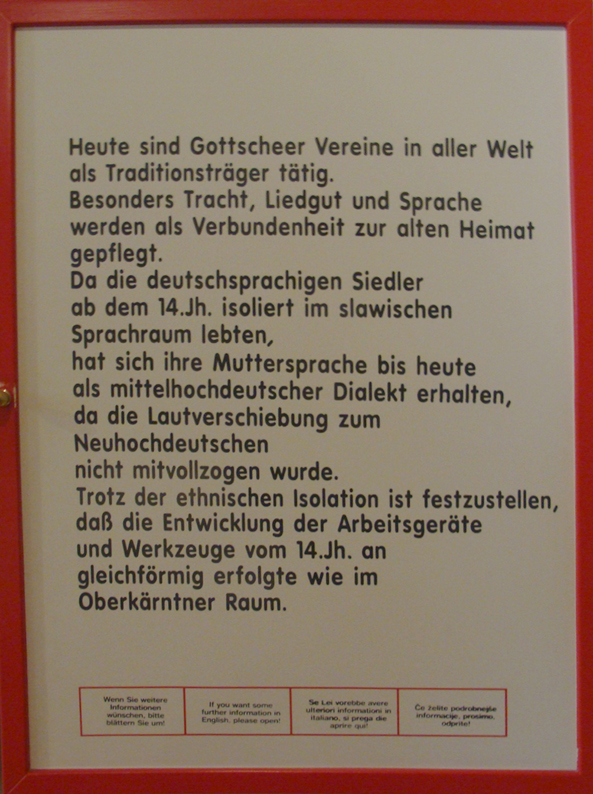 Heute sind Gottscheer Vereine in aller Welt
als Traditionsträger tätig.
Besonders Tracht, Liedgut und Sprache
werden als Verbundenheit zur alten Heimat
gepflegt.
Da die deutschsprachigen Siedler
ab dem 14.Jh. isoliert im slawischen
Sprachraum lebten,
hat sich ihre Muttersprache bis heute
als mittelhochdeutscher Dialekt erhalten,
da die Lautverschiebung zum
Neuhochdeutschen
nicht mitvollzogen wurde.
Trotz der ethnischen Isolation ist festzustellen,
daß die Entwicklung der Arbeitsgeräte
und Werkzeuge vom 14.Jh. an
gleichförmig erfolgte wie im
Oberkärntner Raum.
Wenn Sie weitere
Informationen
wünschen, bitte
blättern Sie um!
If you want some
further information in
English, please open!
Se Lei vorebbe avere
ulteriori informationi in
italiano, si prega die
aprire qui!
Če želite podrobnejše
informacije, prosimo,
odprite!